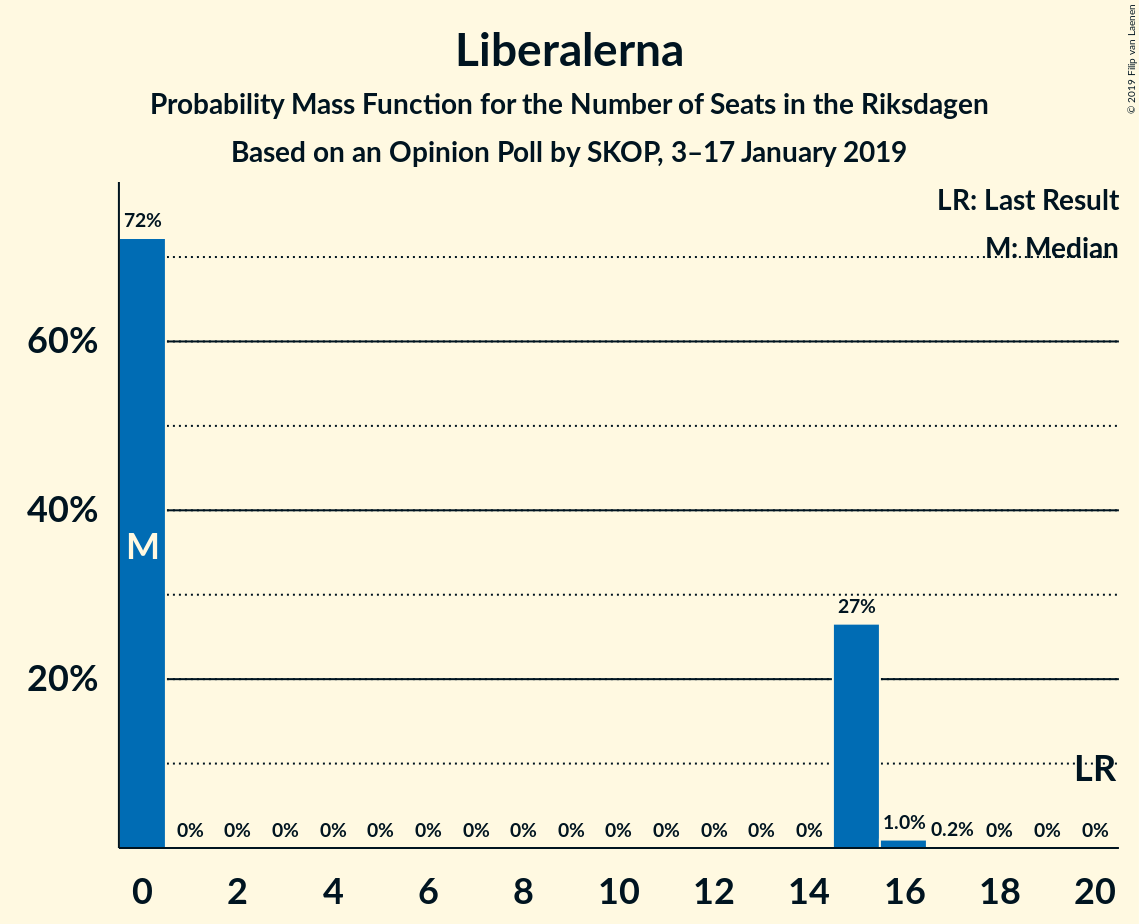 Liberalerna
Probability Mass Function for the Number of Seats in the Riksdagen
Based on an Opinion Poll by SKOP, 3–17 January 2019
© 2019 Filip van Laenen
LR: Last Result
M: Median
72%
60%
40%
M
27%
20%
LR
0% 0% 0% 0% 0% 0% 0% 0% 0% 0% 0% 0% 0% 0% 1.0% 0.2% 0% 0% 0%
0 2 4 6 8 10 12 14 16 18 20